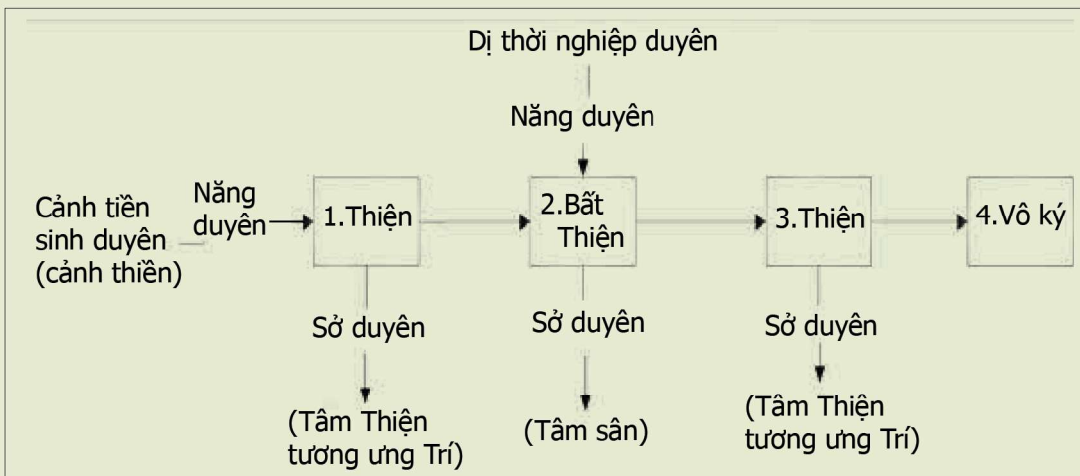 Dị thời nghiệp duyên
Năng duyên
Cảnh tiền
sinh duyên
(cảnh thiền)
Năng
duyên
1.Thiện
2.Bất
Thiện
3.Thiện
4.Vô ký
Sở duyên
Sở duyên
Sở duyên
(Tâm Thiện
tương ưng Trí)
(Tâm sân)
(Tâm Thiện
tương ưng Trí)